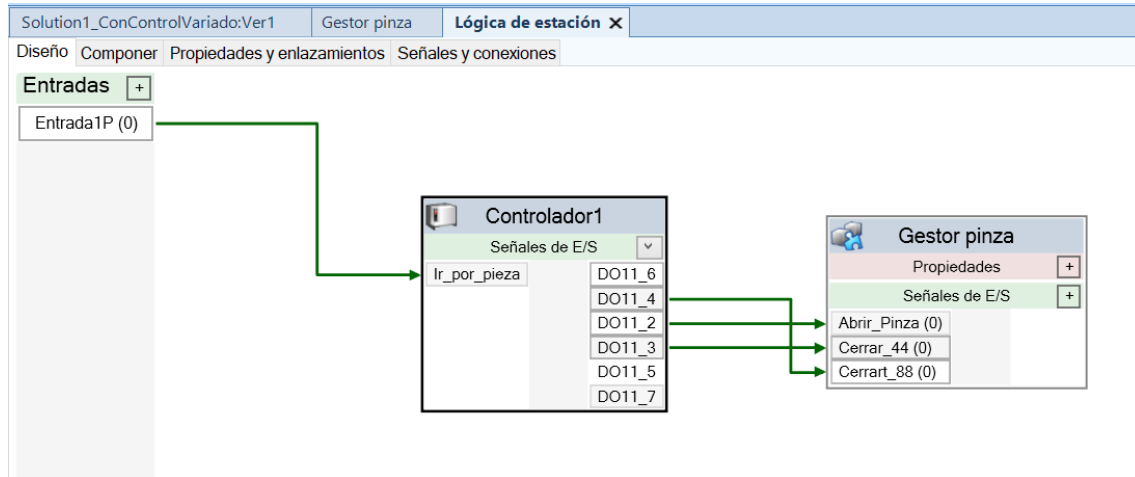 Solution1_ConControlVariado:Ver1 Gestor pinza Lógica de estación X
Diseño Componer Propiedades y enlazamientos Señales y conexiones
Entradas +
Entrada1P (0)
Controlador1
Señales de E/S
Ir_por_pieza DO11_6
DO11_4
DO11_2
DO11_3
DO11_5
DO11_7
Gestor pinza
Propiedades +
Señales de E/S +
Abrir_Pinza (0)
Cerrar_44 (0)
Cerrart_88 (0)